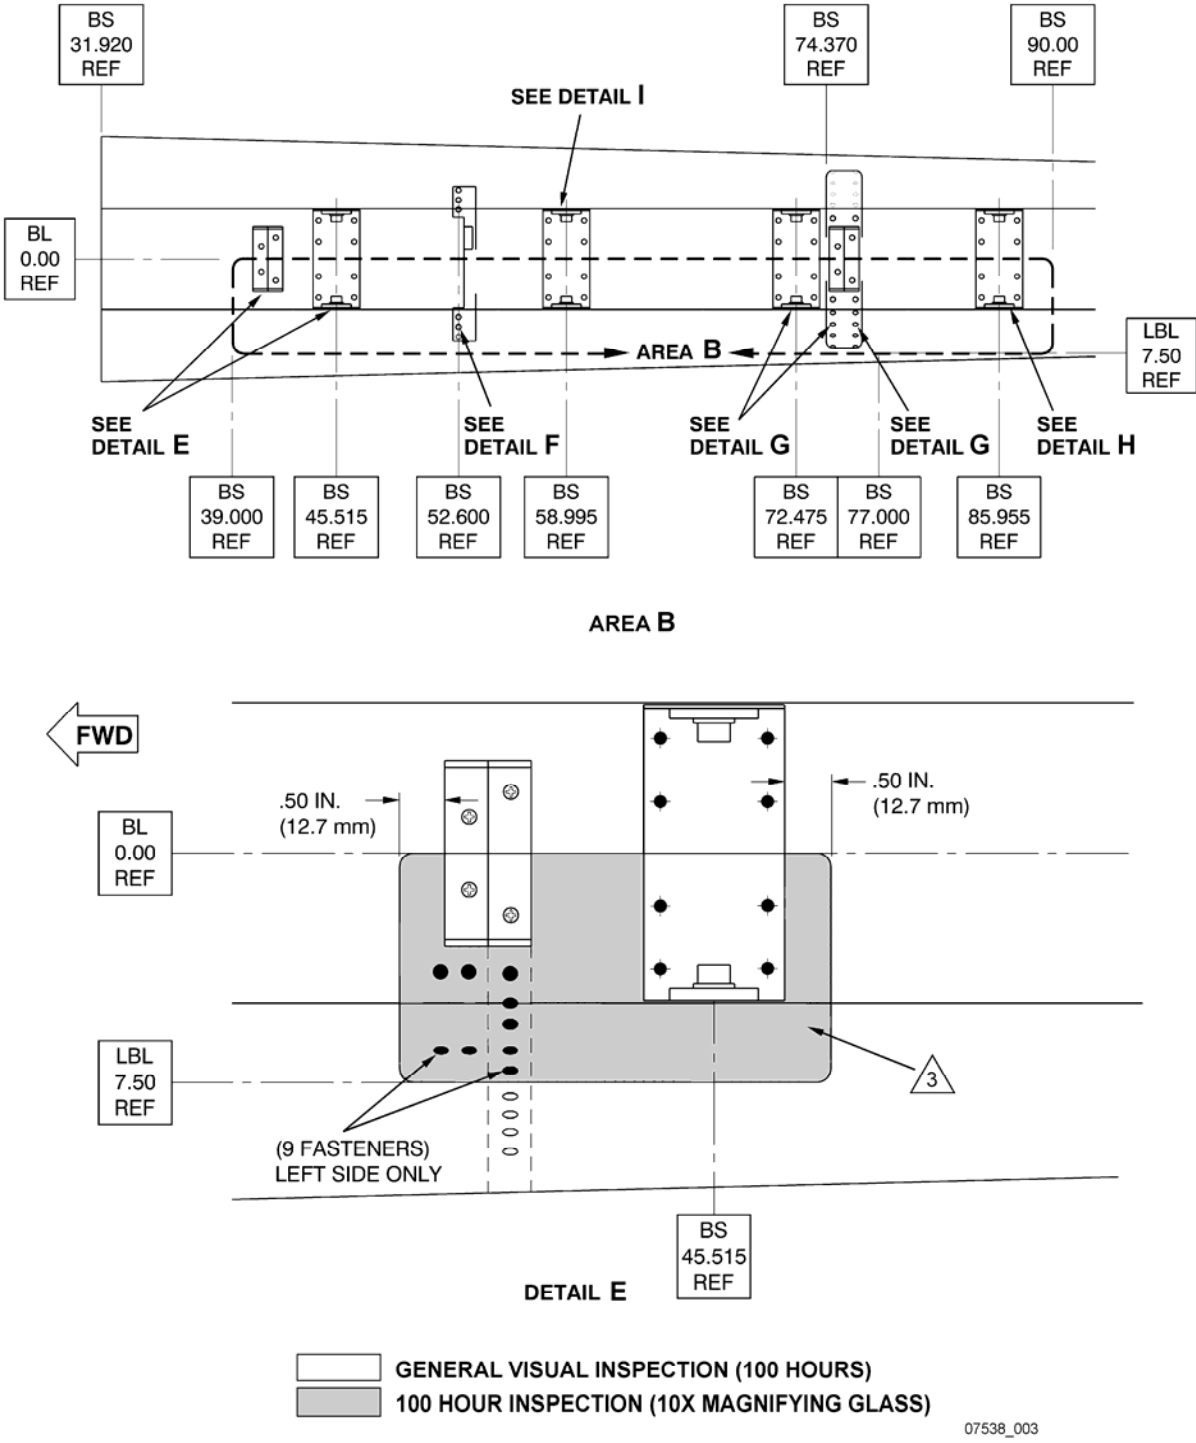 BS
31.920
REF
BS
74.370
REF
BS
90.00
REF
SEE DETAIL I
BL
0.00
REF
AREA B
LBL
7.50
REF
SEE
DETAIL E
SEE
DETAIL F
SEE
DETAIL G
SEE
DETAIL G
SEE
DETAIL H
BS
39.000
REF
BS
45.515
REF
BS
52.600
REF
BS
58.995
REF
BS
72.475
REF
BS
77.000
REF
BS
85.955
REF
AREA B
FWD
.50 IN.
(12.7 mm)
.50 IN.
(12.7 mm)
BL
0.00
REF
LBL
7.50
REF
3
(9 FASTENERS)
LEFT SIDE ONLY
BS
45.515
REF
DETAIL E
GENERAL VISUAL INSPECTION (100 HOURS)
100 HOUR INSPECTION (10X MAGNIFYING GLASS)
07538_003